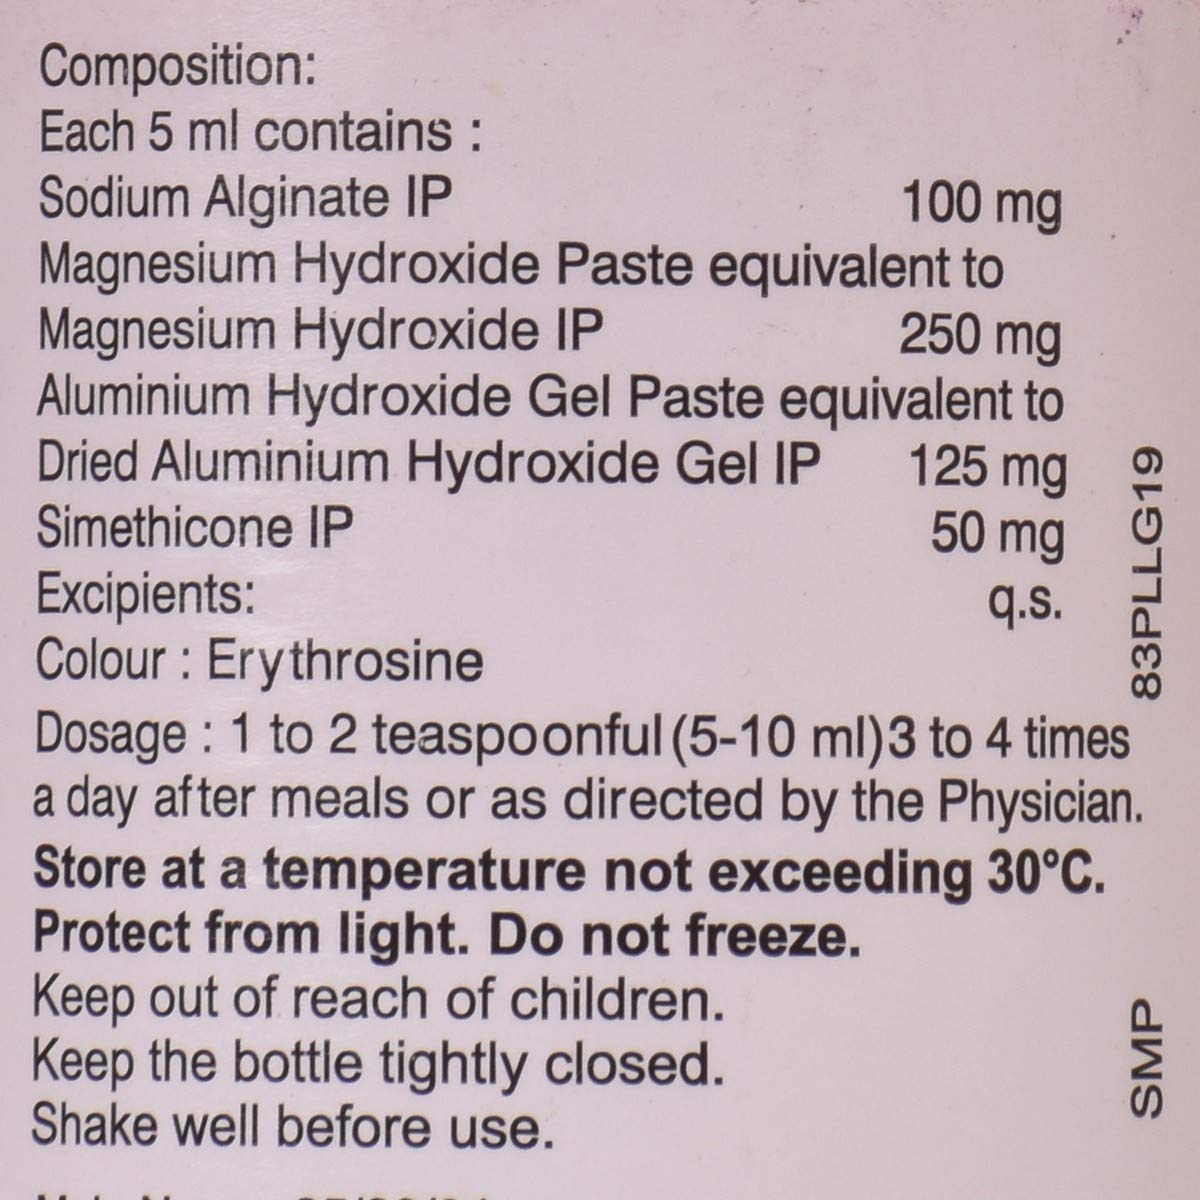 Composition:
Each 5 ml contains :
Sodium Alginate IP 100 mg
Magnesium Hydroxide Paste equivalent to
Magnesium Hydroxide IP 250 mg
Aluminium Hydroxide Gel Paste equivalent to
Dried Aluminium Hydroxide Gel IP 125 mg
Simethicone IP 50 mg
Excipients: q.s.
Colour : Erythrosine
Dosage : 1 to 2 teaspoonful (5-10 ml) 3 to 4 times
a day after meals or as directed by the Physician.
Store at a temperature not exceeding 30°C.
Protect from light. Do not freeze.
Keep out of reach of children.
Keep the bottle tightly closed.
Shake well before use.
83PLLG19
SMP